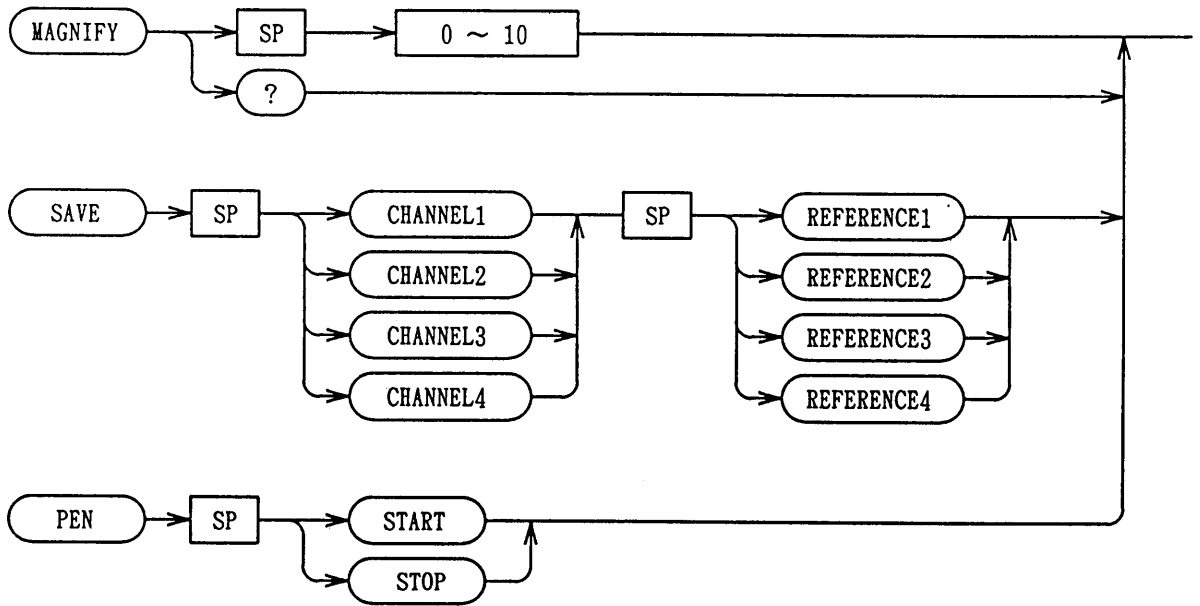 MAGNIFY SP 0 ~ 10
?
SAVE SP CHANNEL1 SP REFERENCE1
CHANNEL2 REFERENCE2
CHANNEL3 REFERENCE3
CHANNEL4 REFERENCE4
PEN SP START
STOP